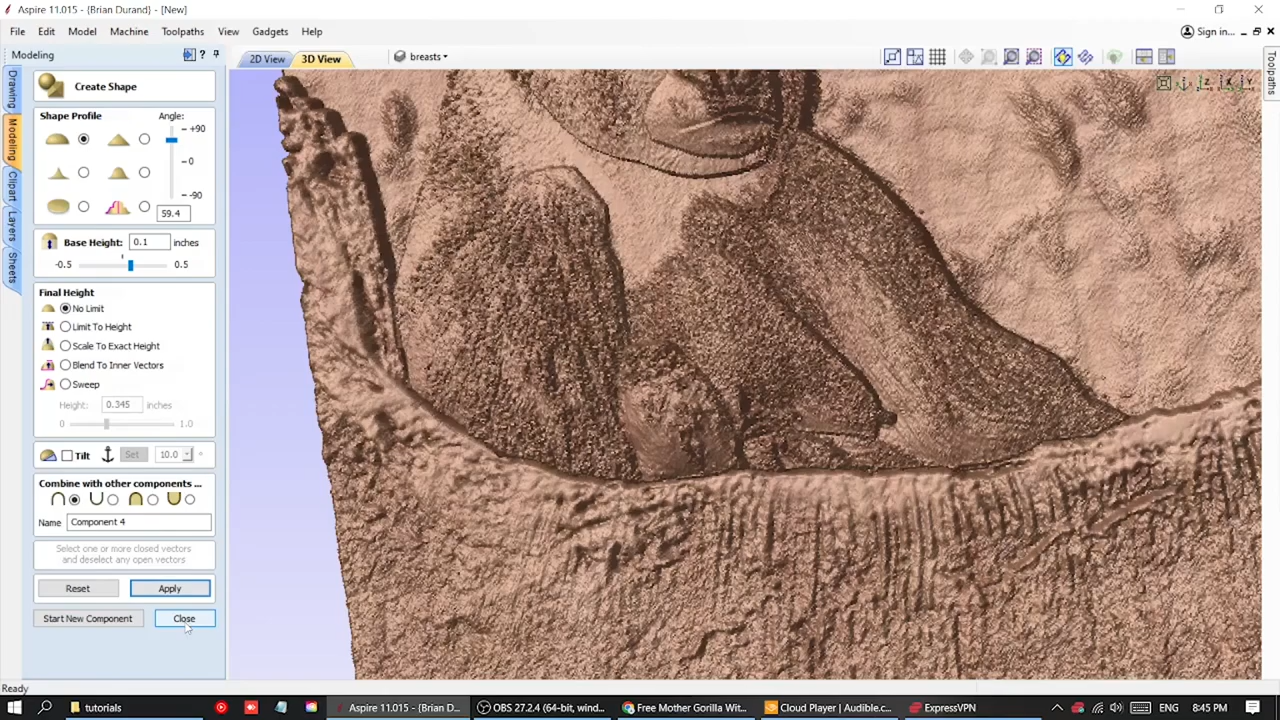 Aspire 11.015 - {Brian Durand} - [New]
File Edit Model Machine Toolpaths View Gadgets Help
Sign in...
Modeling
2D View 3D View
breasts
Drawing
Modeling
Clipart
Layers
Sheets
Toolpaths
Create Shape
Shape Profile
Angle:
+90
0
-90
59.4
Base Height: 0.1 inches
-0.5 0.5
Final Height
No Limit
Limit To Height
Scale To Exact Height
Blend To Inner Vectors
Sweep
Height: 0.345 inches
0 1.0
Tilt Set 10.0 °
Combine with other components ...
Name Component 4
Select one or more closed vectors
and deselect any open vectors
Reset Apply
Start New Component Close
Ready
tutorials
Aspire 11.015 - {Brian D...
OBS 27.2.4 (64-bit, wind...
Free Mother Gorilla Wit...
Cloud Player | Audible.c...
ExpressVPN
ENG
8:45 PM